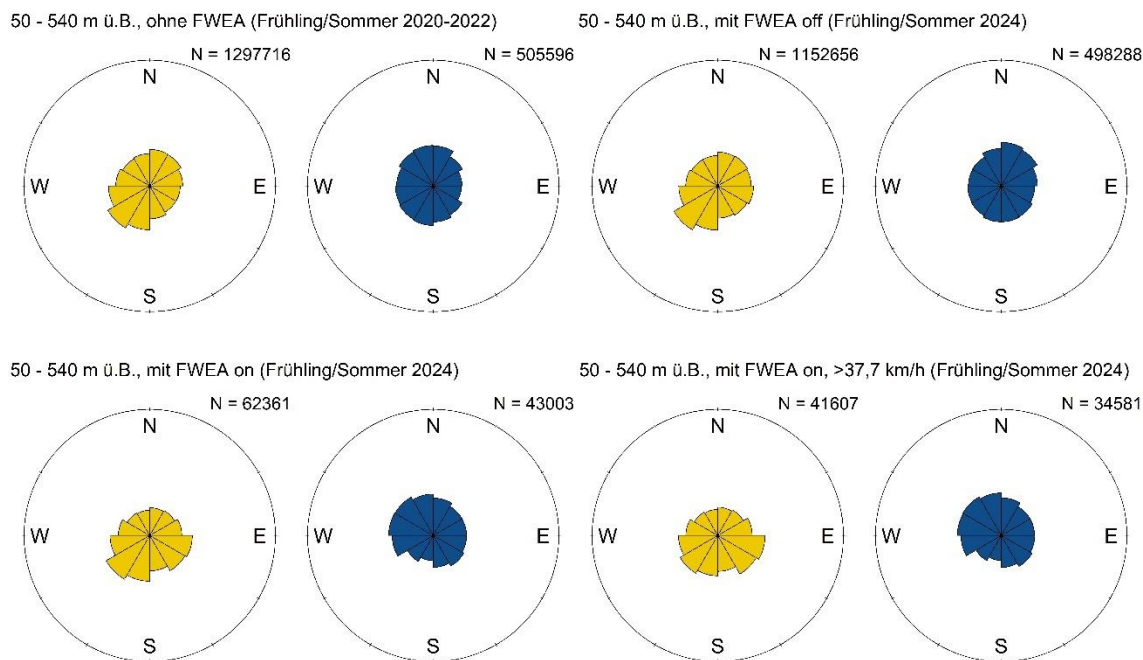 50 - 540 m ü.B., ohne FWEA (Frühling/Sommer 2020-2022)
50 - 540 m ü.B., mit FWEA off (Frühling/Sommer 2024)
N = 1297716
N = 505596
N = 1152656
N = 498288
N
N
N
N
W
E
W
E
W
E
W
E
S
S
S
S
50 - 540 m ü.B., mit FWEA on (Frühling/Sommer 2024)
50 - 540 m ü.B., mit FWEA on, >37,7 km/h (Frühling/Sommer 2024)
N = 62361
N = 43003
N = 41607
N = 34581
N
N
N
N
W
E
W
E
W
E
W
E
S
S
S
S